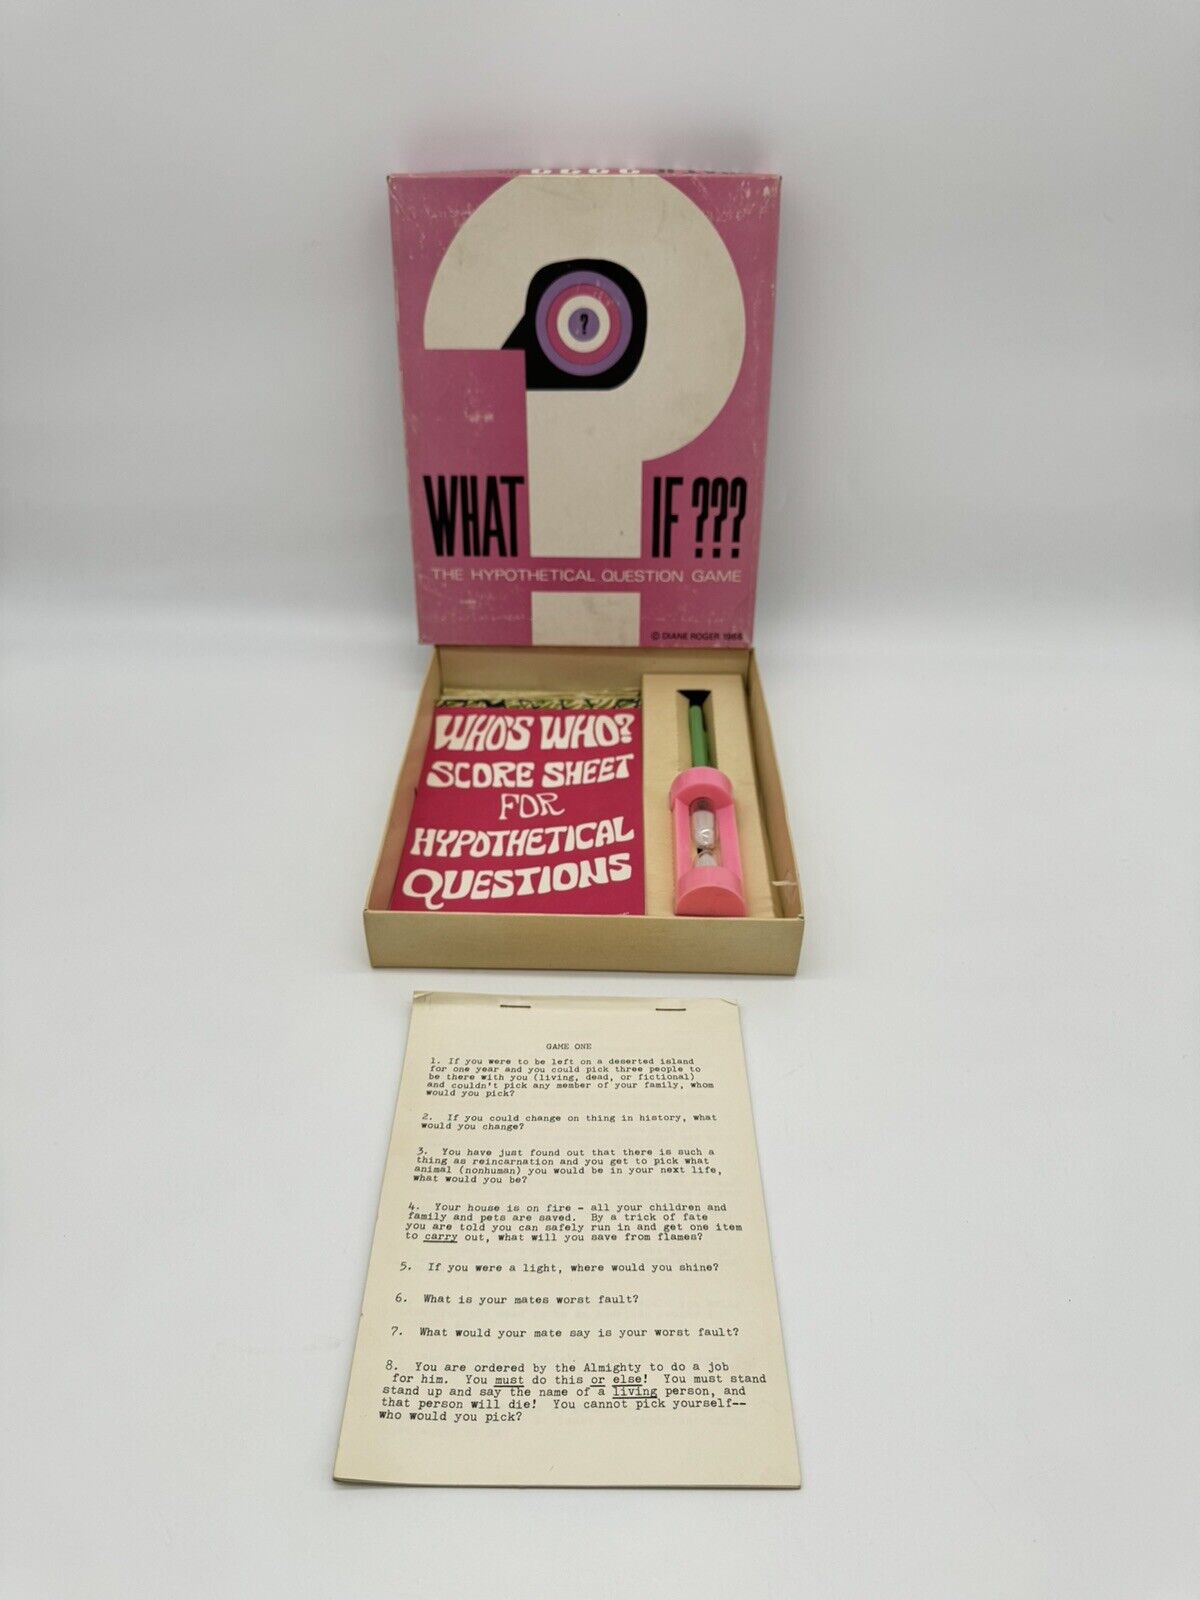 ?
WHAT IF ???
THE HYPOTHETICAL QUESTION GAME
© DIANE ROGER 1968
WHO'S WHO?
SCORE SHEET
FOR
HYPOTHETICAL
QUESTIONS
GAME ONE
1. If you were to be left on a deserted island
for one year and you could pick three people to
be there with you (living, dead, or fictional)
and couldn't pick any member of your family, whom
would you pick?
2. If you could change on thing in history, what
would you change?
3. You have just found out that there is such a
thing as reincarnation and you get to pick what
animal (nonhuman) you would be in your next life,
what would you be?
4. Your house is on fire - all your children and
family and pets are saved. By a trick of fate
you are told you can safely run in and get one item
to carry out, what will you save from flames?
5. If you were a light, where would you shine?
6. What is your mates worst fault?
7. What would your mate say is your worst fault?
8. You are ordered by the Almighty to do a job
for him. You must do this or else! You must stand
stand up and say the name of a living person, and
that person will die! You cannot pick yourself--
who would you pick?